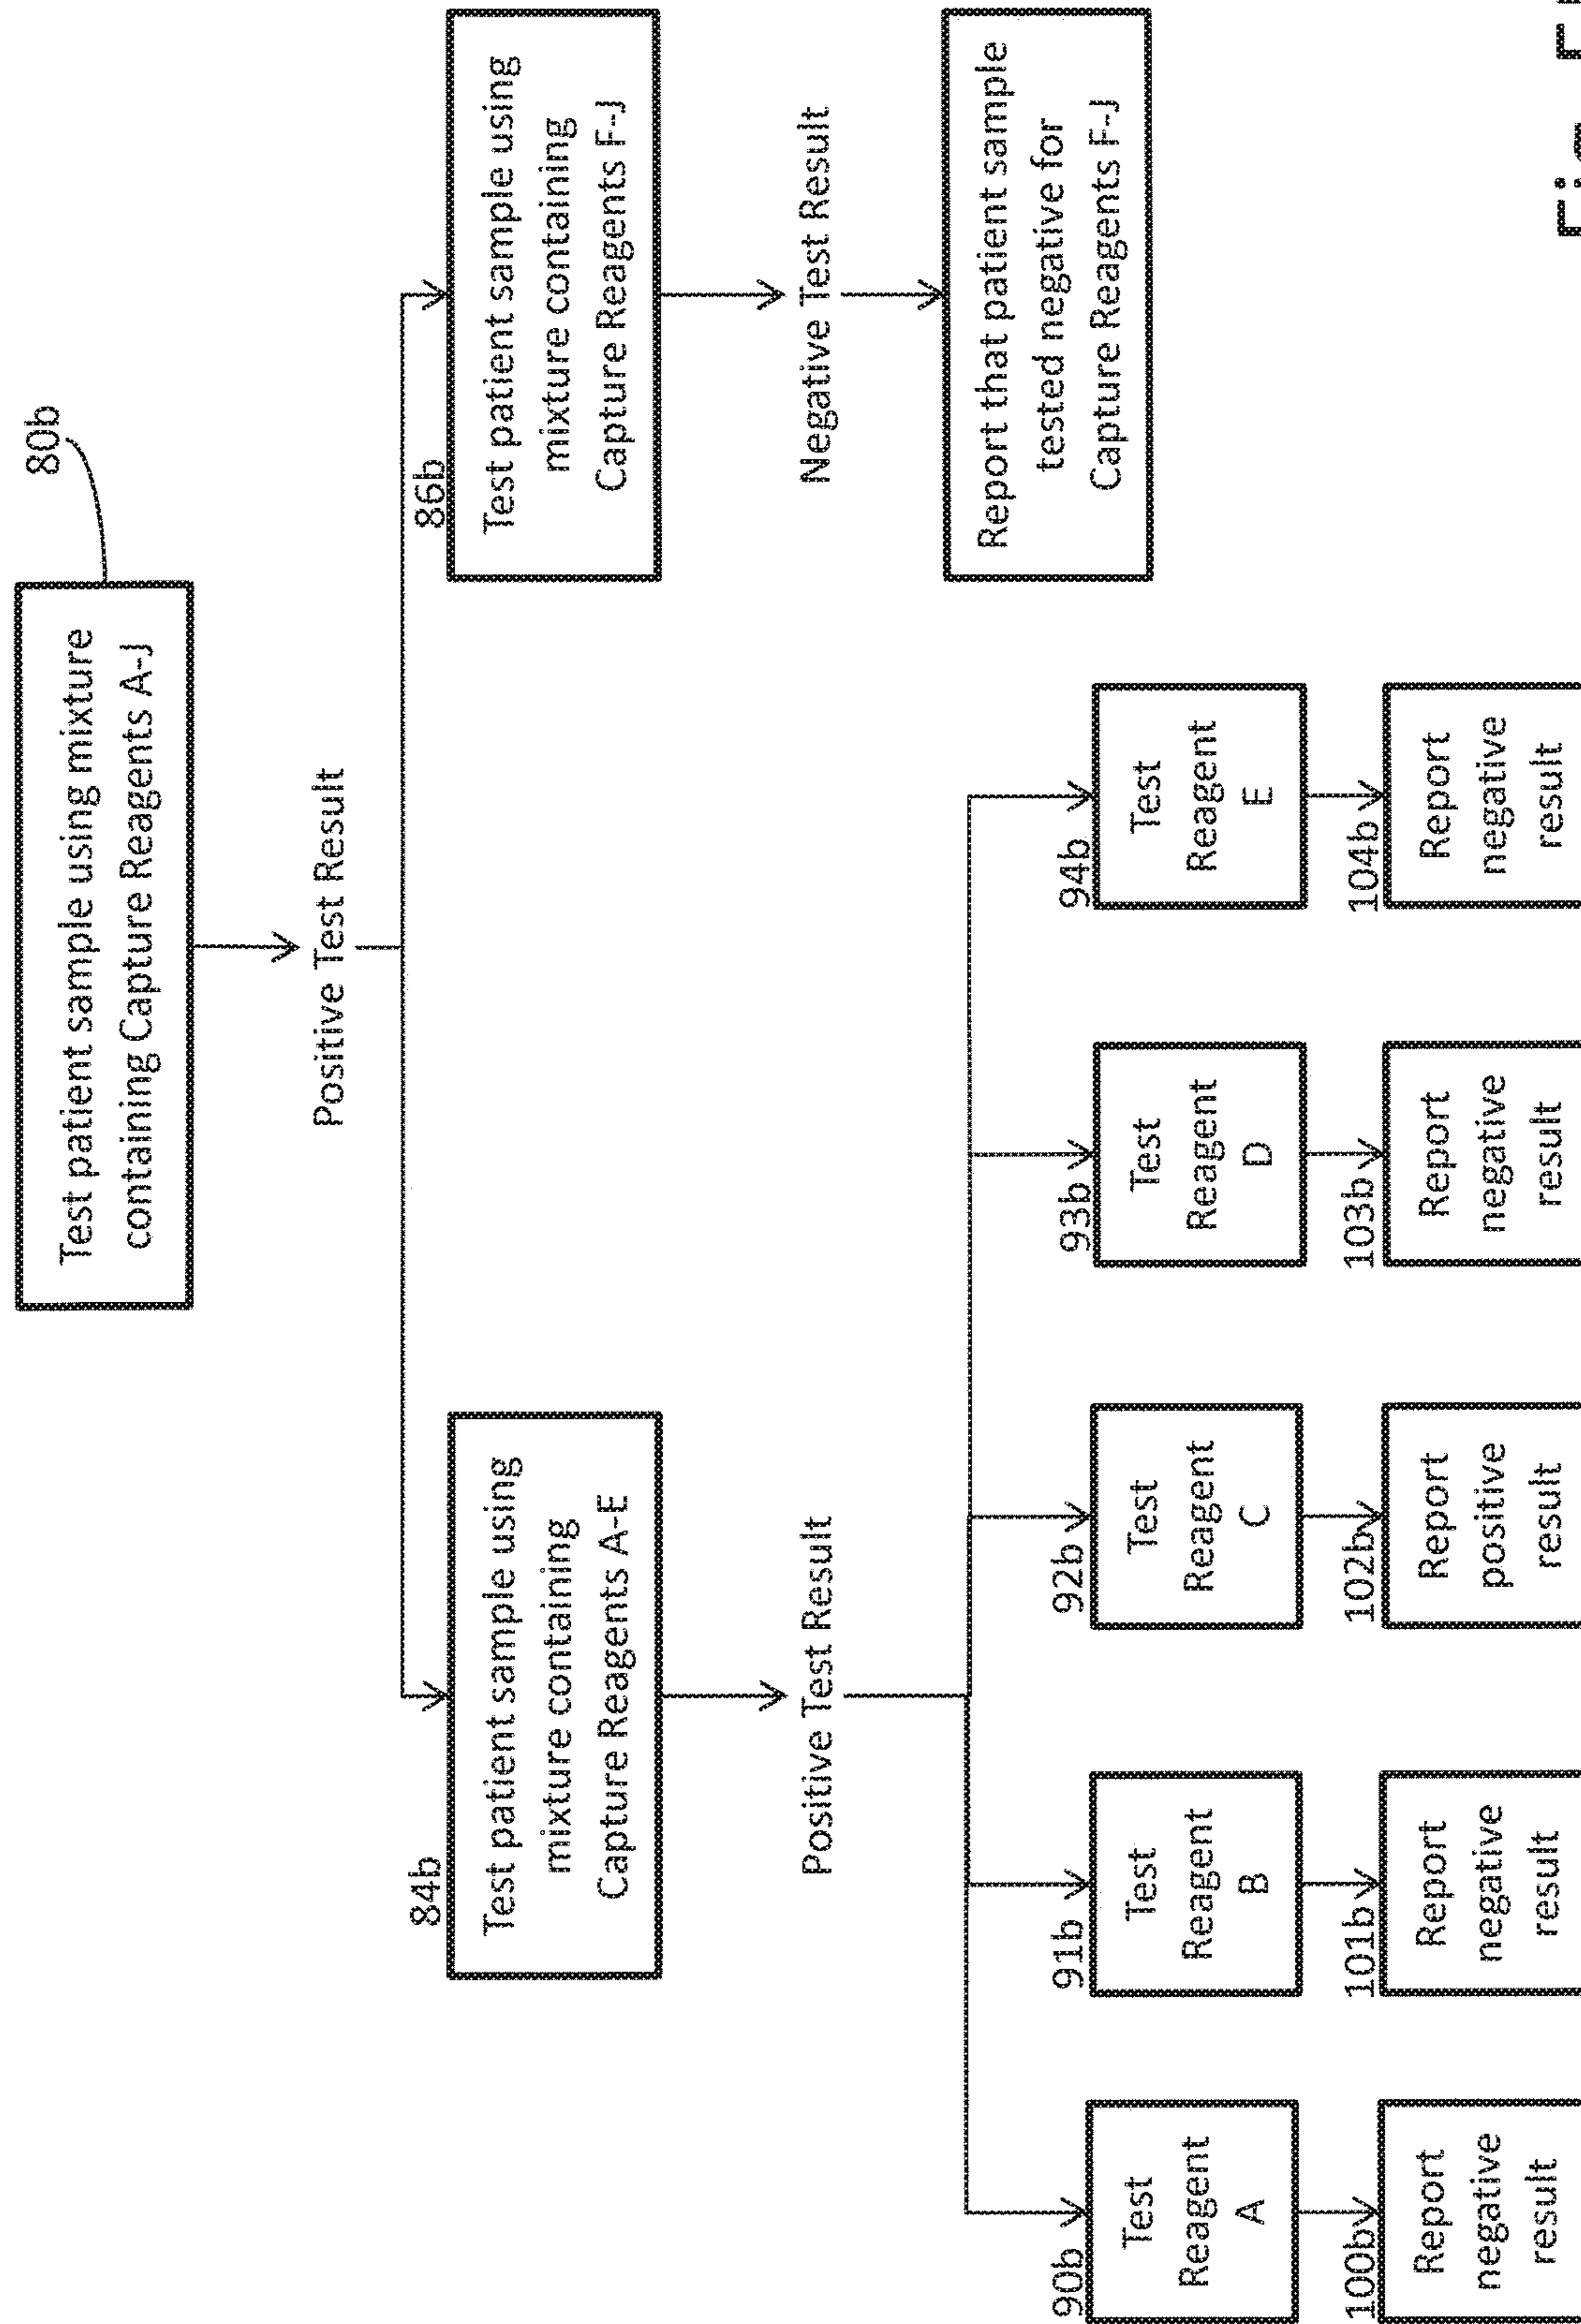 80b
Test patient sample using mixture
containing Capture Reagents A-J
Positive Test Result
84b
Test patient sample using
mixture containing
Capture Reagents A-E
86b
Test patient sample using
mixture containing
Capture Reagents F-J
Positive Test Result
Negative Test Result
Report that patient sample
tested negative for
Capture Reagents F-J
90b
Test
Reagent
A
91b
Test
Reagent
B
92b
Test
Reagent
C
93b
Test
Reagent
D
94b
Test
Reagent
E
100b
Report
negative
result
101b
Report
negative
result
102b
Report
positive
result
103b
Report
negative
result
104b
Report
negative
result